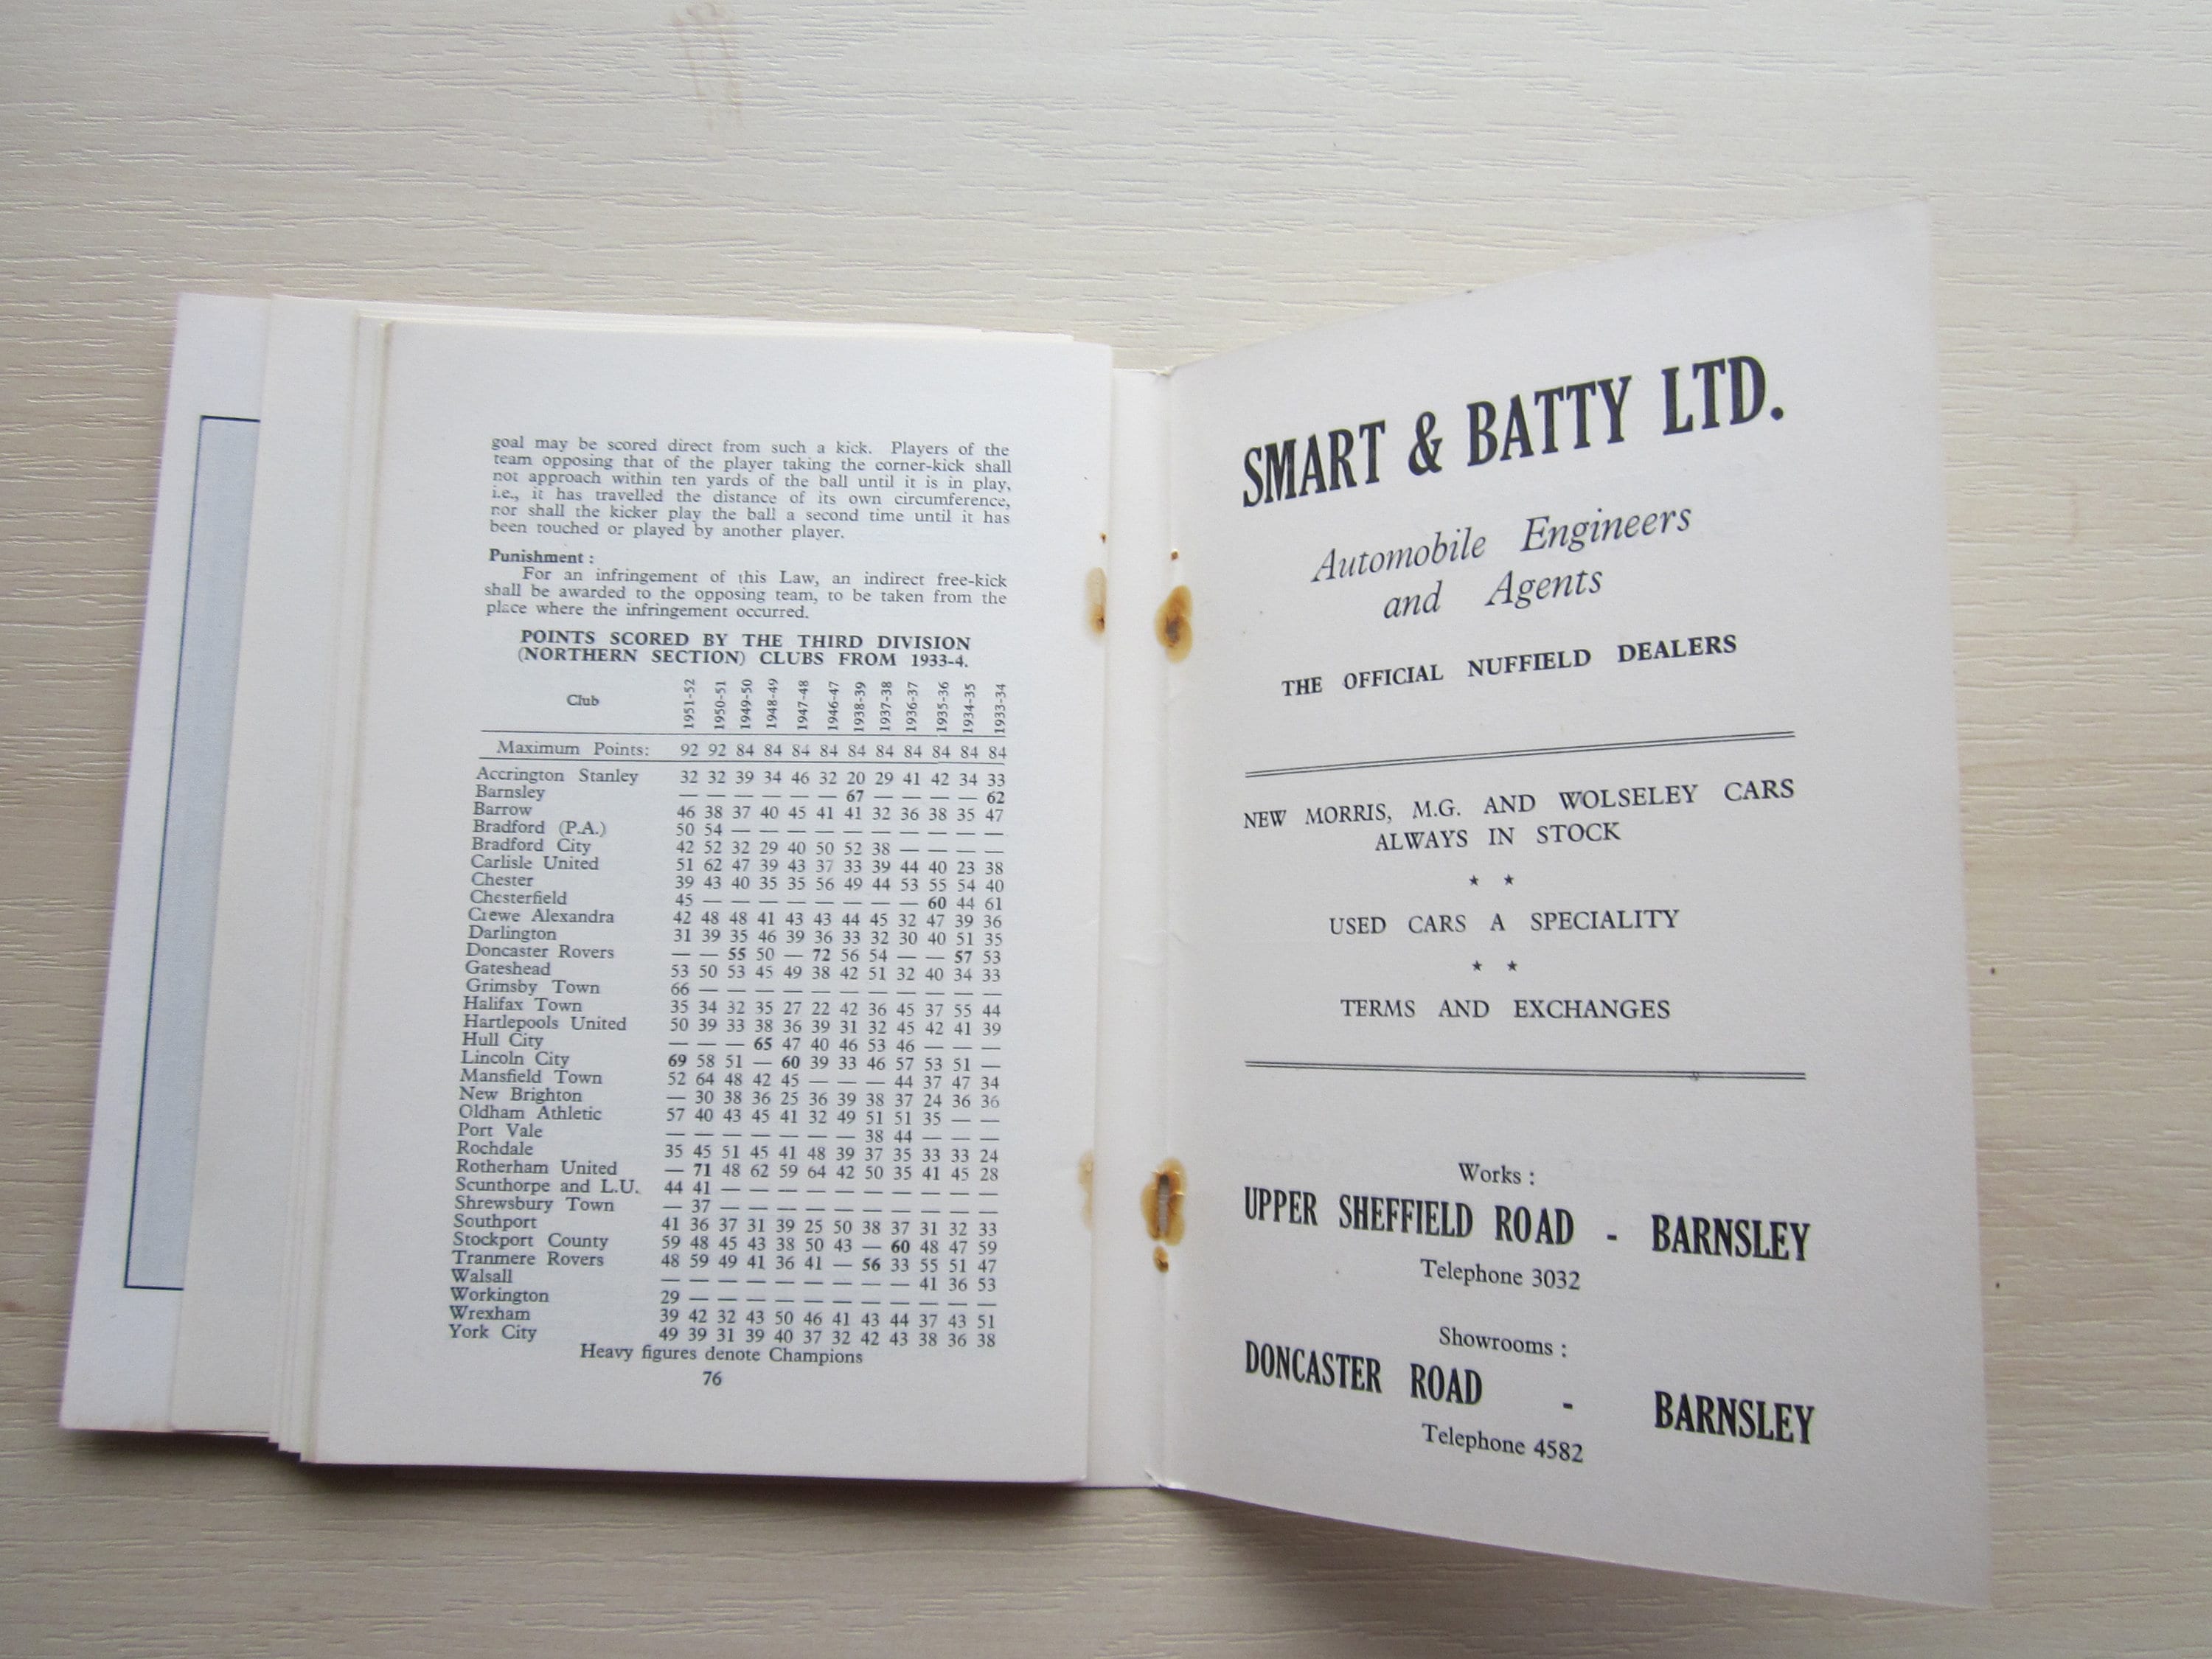 goal may be scored direct from such a kick. Players of the
team opposing that of the player taking the corner-kick shall
not approach within ten yards of the ball until it is in play,
i.e., it has travelled the distance of its own circumference,
nor shall the kicker play the ball a second time until it has
been touched or played by another player.
Punishment :
For an infringement of this Law, an indirect free-kick
shall be awarded to the opposing team, to be taken from the
place where the infringement occurred.
POINTS SCORED BY THE THIRD DIVISION
(NORTHERN SECTION) CLUBS FROM 1933-4.
Club 1951-52 1950-51 1949-50 1948-49 1947-48 1946-47 1938-39 1937-38 1936-37 1935-36 1934-35 1933-34
Maximum Points: 92 92 84 84 84 84 84 84 84 84 84 84
Accrington Stanley 32 32 39 34 46 32 20 29 41 42 34 33
Barnsley — — — — — — 67 — — — — 62
Barrow 46 38 37 40 45 41 41 32 36 38 35 47
Bradford (P.A.) 50 54 — — — — — — — — — —
Bradford City 42 52 32 29 40 50 52 38 — — — —
Carlisle United 51 62 47 39 43 37 33 39 44 40 23 38
Chester 39 43 40 35 35 56 49 44 53 55 54 40
Chesterfield 45 — — — — — — — — 60 44 61
Crewe Alexandra 42 48 48 41 43 43 44 45 32 47 39 36
Darlington 31 39 35 46 39 36 33 32 30 40 51 35
Doncaster Rovers — — 55 50 — 72 56 54 — — 57 53
Gateshead 53 50 53 45 49 38 42 51 32 40 34 33
Grimsby Town 66 — — — — — — — — — — —
Halifax Town 35 34 32 35 27 22 42 36 45 37 55 44
Hartlepools United 50 39 33 38 36 39 31 32 45 42 41 39
Hull City — — — 65 47 40 46 53 46 — — —
Lincoln City 69 58 51 — 60 39 33 46 57 53 51 —
Mansfield Town 52 64 48 42 45 — — — 44 37 47 34
New Brighton — 30 38 36 25 36 39 38 37 24 36 36
Oldham Athletic 57 40 43 45 41 32 49 51 51 35 — —
Port Vale — — — — — — — 38 44 — — —
Rochdale 35 45 51 45 41 48 39 37 35 33 33 24
Rotherham United — 71 48 62 59 64 42 50 35 41 45 28
Scunthorpe and L.U. 44 41 — — — — — — — — — —
Shrewsbury Town — 37 — — — — — — — — — —
Southport 41 36 37 31 39 25 50 38 37 31 32 33
Stockport County 59 48 45 43 38 50 43 — 60 48 47 59
Tranmere Rovers 48 59 49 41 36 41 — 56 33 55 51 47
Walsall — — — — — — — — — 41 36 53
Workington 29 — — — — — — — — — — —
Wrexham 39 42 32 43 50 46 41 43 44 37 43 51
York City 49 39 31 39 40 37 32 42 43 38 36 38
Heavy figures denote Champions
76
SMART & BATTY LTD.
Automobile Engineers
and Agents
THE OFFICIAL NUFFIELD DEALERS
NEW MORRIS, M.G. AND WOLSELEY CARS
ALWAYS IN STOCK
★ ★
USED CARS A SPECIALITY
★ ★
TERMS AND EXCHANGES
Works :
UPPER SHEFFIELD ROAD - BARNSLEY
Telephone 3032
Showrooms :
DONCASTER ROAD - BARNSLEY
Telephone 4582